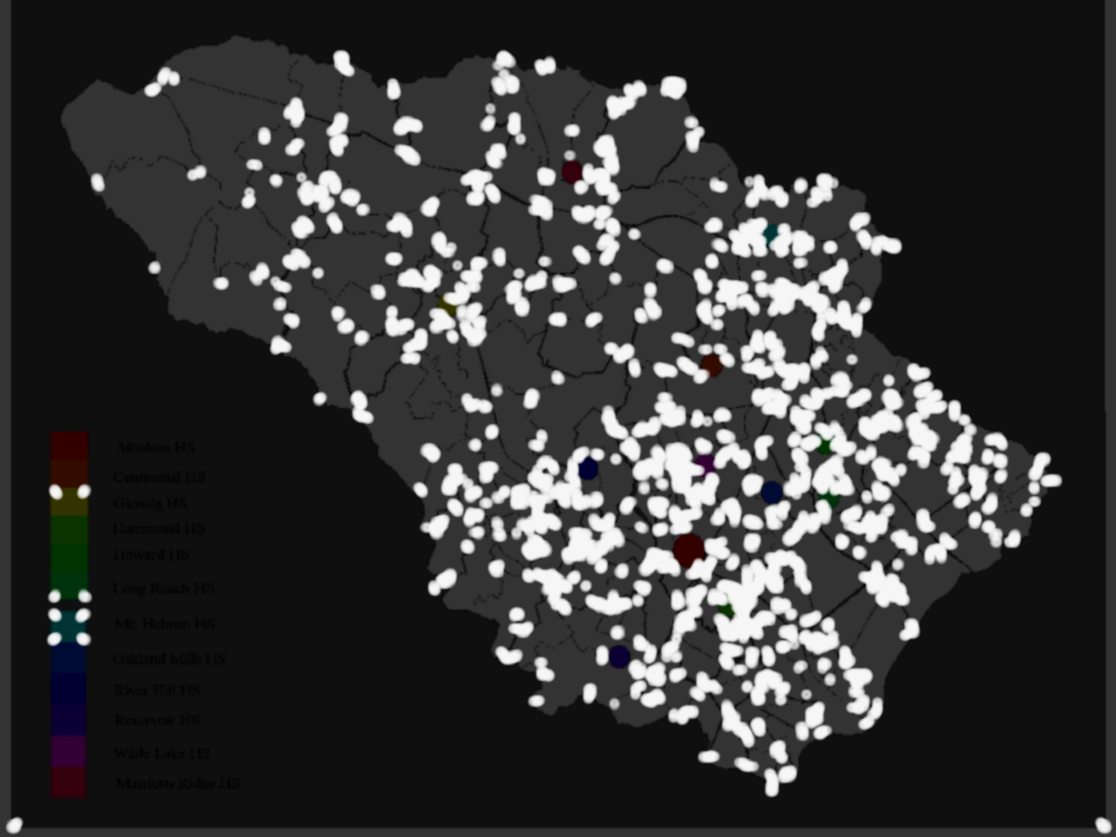 Atholton HS
Centennial HS
Glenelg HS
Hammond HS
Howard HS
Long Reach HS
Mt. Hebron HS
Oakland Mills HS
River Hill HS
Reservoir HS
Wilde Lake HS
Marriotts Ridge HS